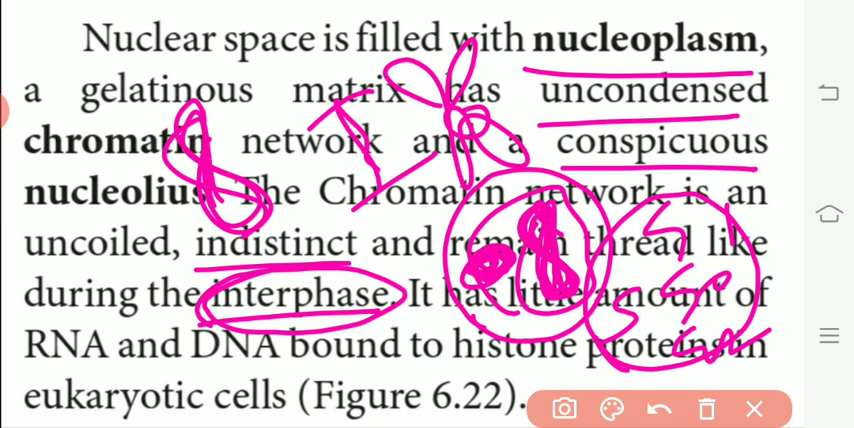 Nuclear space is filled with nucleoplasm,
a gelatinous matrix has uncondensed
chromatin network and a conspicuous
nucleolius. The Chromatin network is an
uncoiled, indistinct and remain thread like
during the interphase. It has little amount of
RNA and DNA bound to histone proteins in
eukaryotic cells (Figure 6.22).